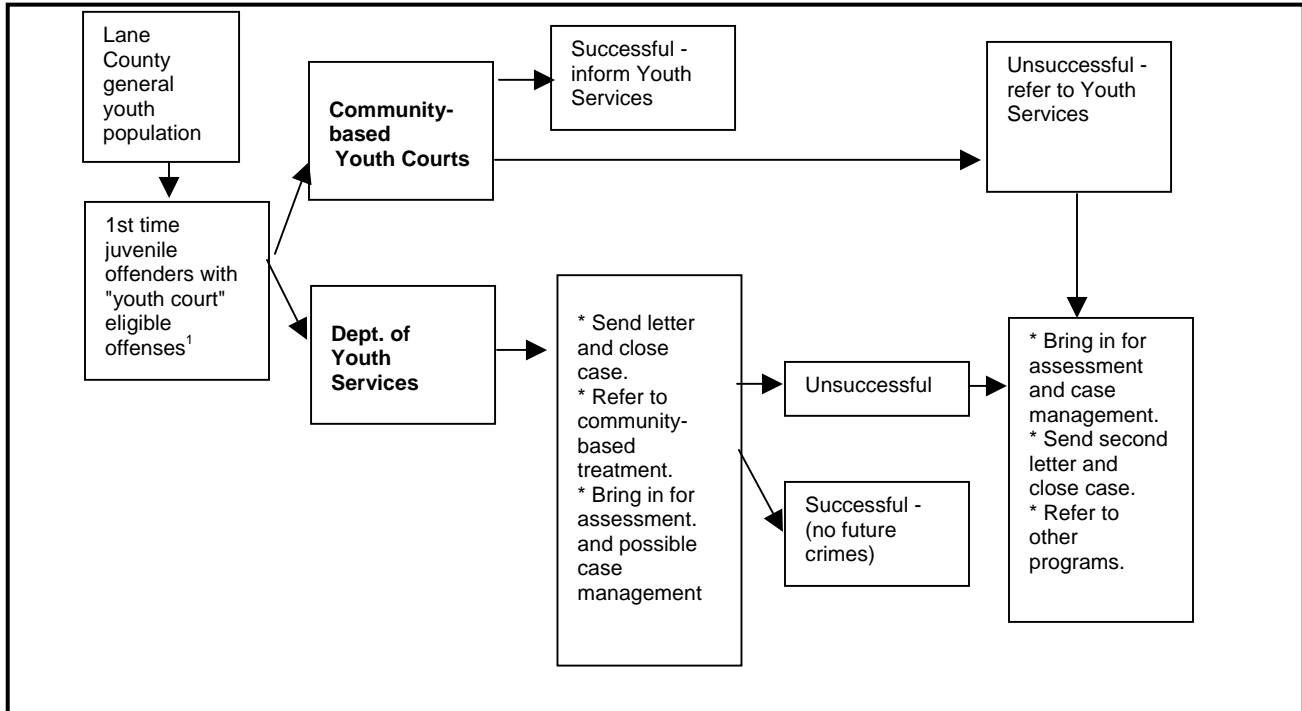 Lane
County
general
youth
population
Successful -
inform Youth
Services
Unsuccessful -
refer to Youth
Services
Community-
based
Youth Courts
1st time
juvenile
offenders with
"youth court"
eligible
offenses1
Dept. of
Youth
Services
* Send letter
and close
case.
* Refer to
community-
based
treatment.
* Bring in for
assessment.
and possible
case
management
Unsuccessful
Successful -
(no future
crimes)
* Bring in for
assessment
and case
management.
* Send second
letter and
close case.
* Refer to
other
programs.